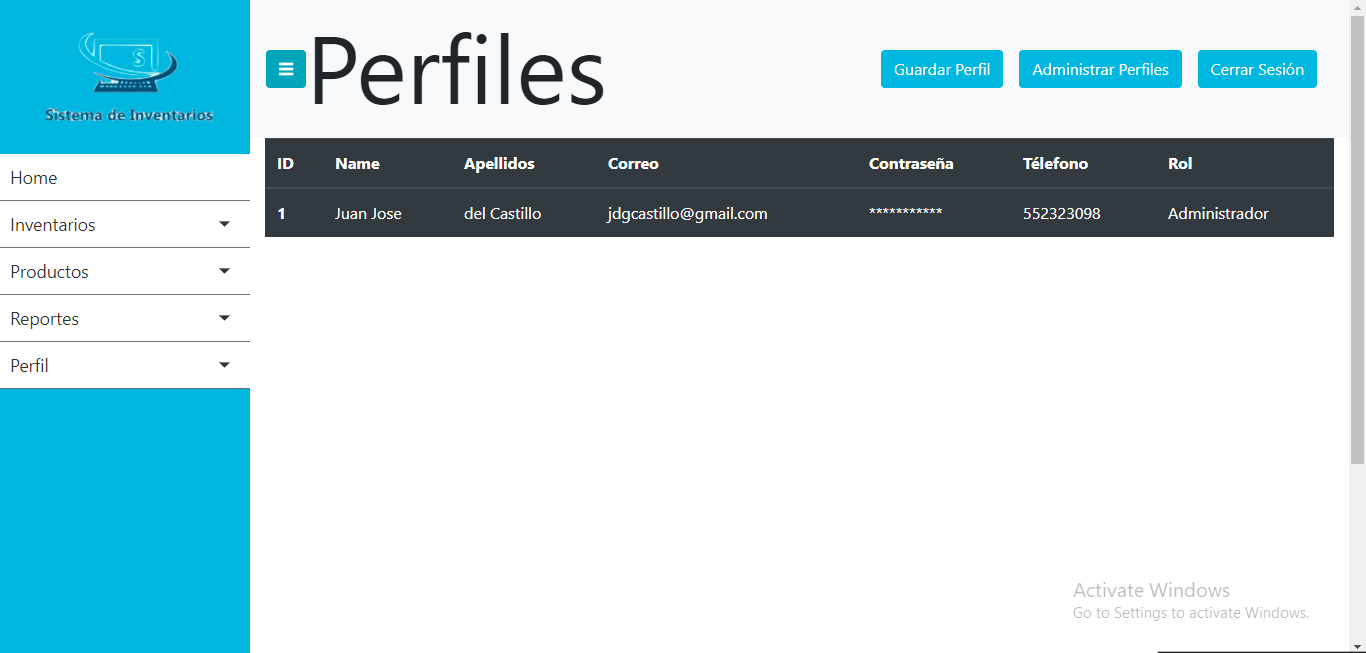 SI
Sistema de Inventarios
Home
Inventarios
Productos
Reportes
Perfil
Perfiles
Guardar Perfil
Administrar Perfiles
Cerrar Sesión
ID Name Apellidos Correo Contraseña Télefono Rol
1 Juan Jose del Castillo jdgcastillo@gmail.com *********** 552323098 Administrador
Activate Windows
Go to Settings to activate Windows.